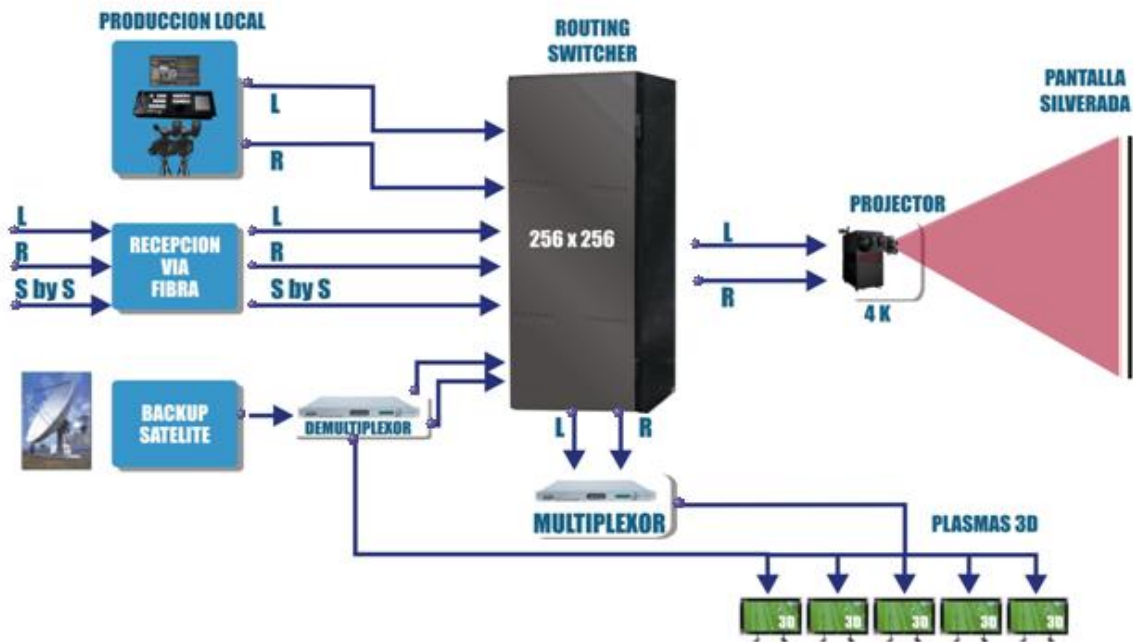 PRODUCCION LOCAL
ROUTING
SWITCHER
PANTALLA
SILVERADA
L
R
L
R
S by S
RECEPCION
VIA
FIBRA
L
R
S by S
256 x 256
L
R
PROJECTOR
4 K
BACKUP
SATELITE
DEMULTIPLEXOR
L
R
MULTIPLEXOR
PLASMAS 3D
3D
3D
3D
3D
3D